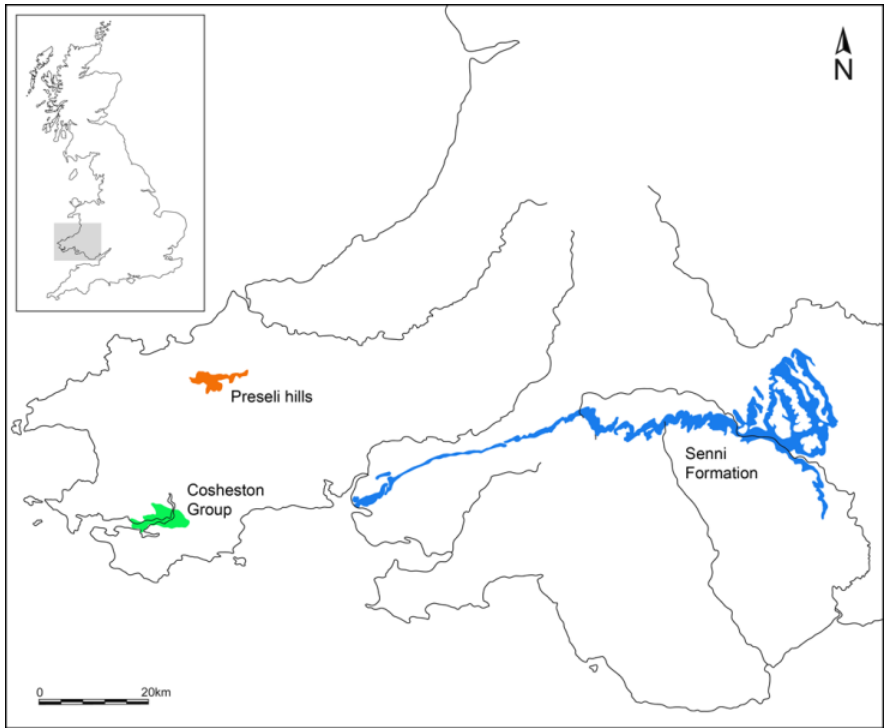 N
Preseli hills
Senni
Formation
Cosheston
Group
0
20km